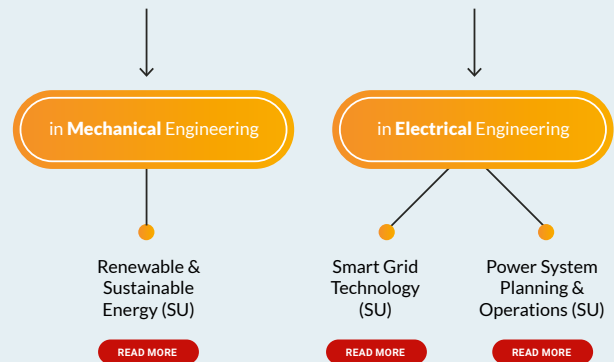 in Mechanical Engineering
in Electrical Engineering
Renewable &
Sustainable
Energy (SU)
READ MORE
Smart Grid
Technology
(SU)
READ MORE
Power System
Planning &
Operations (SU)
READ MORE